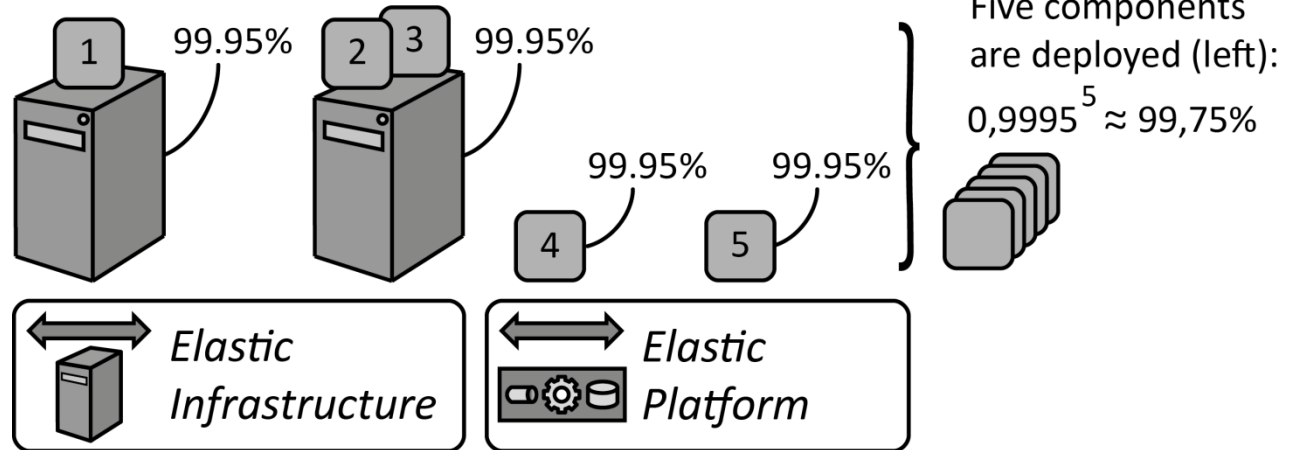 1
99.95%
2
3
99.95%
4
99.95%
5
99.95%
Five components
are deployed (left):
0,9995^5 ≈ 99,75%
Elastic
Infrastructure
Elastic
Platform